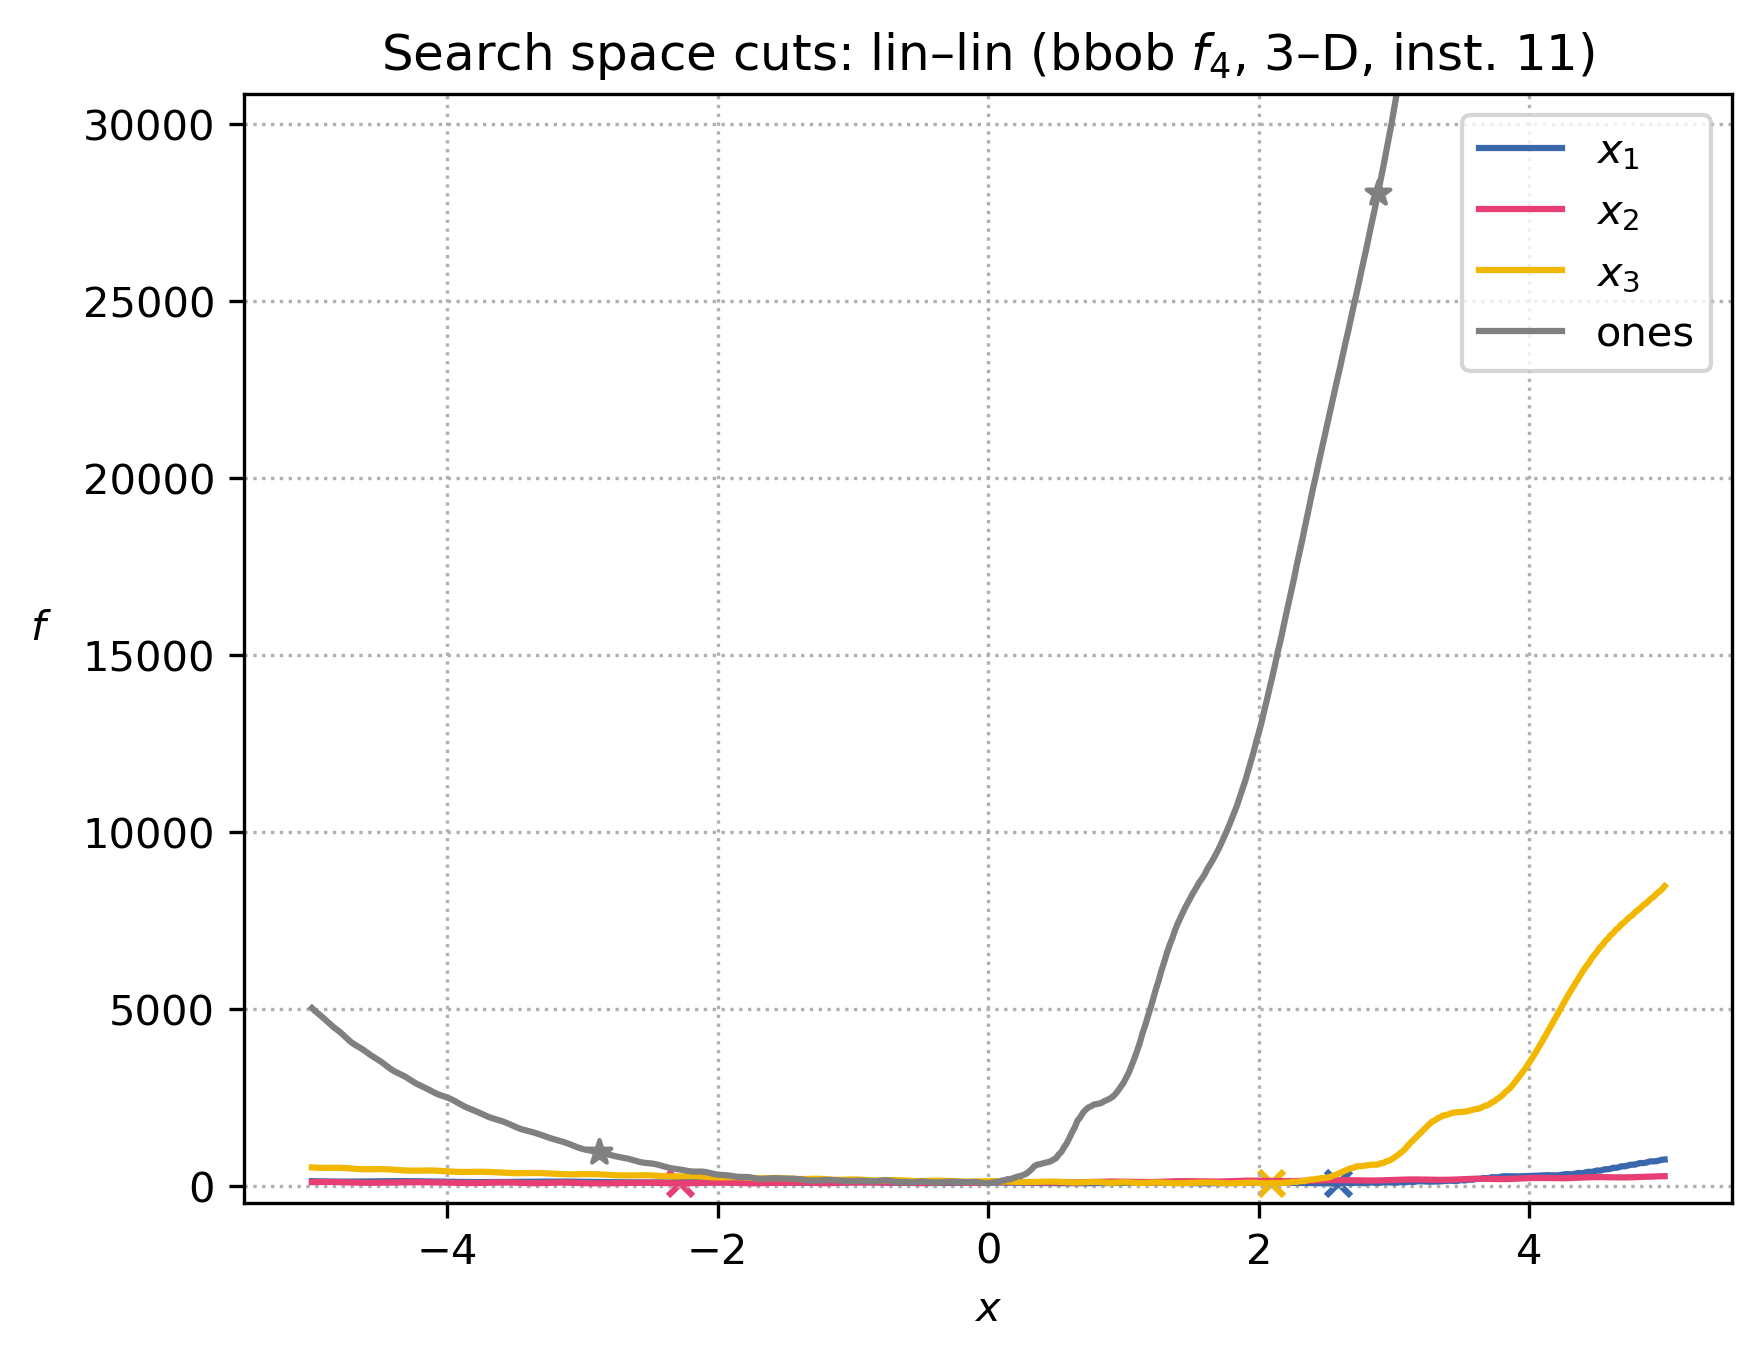 Search space cuts: lin–lin (bbob f₄, 3–D, inst. 11)
30000
25000
20000
15000
10000
5000
0
f
x₁
x₂
x₃
ones
−4 −2 0 2 4
x